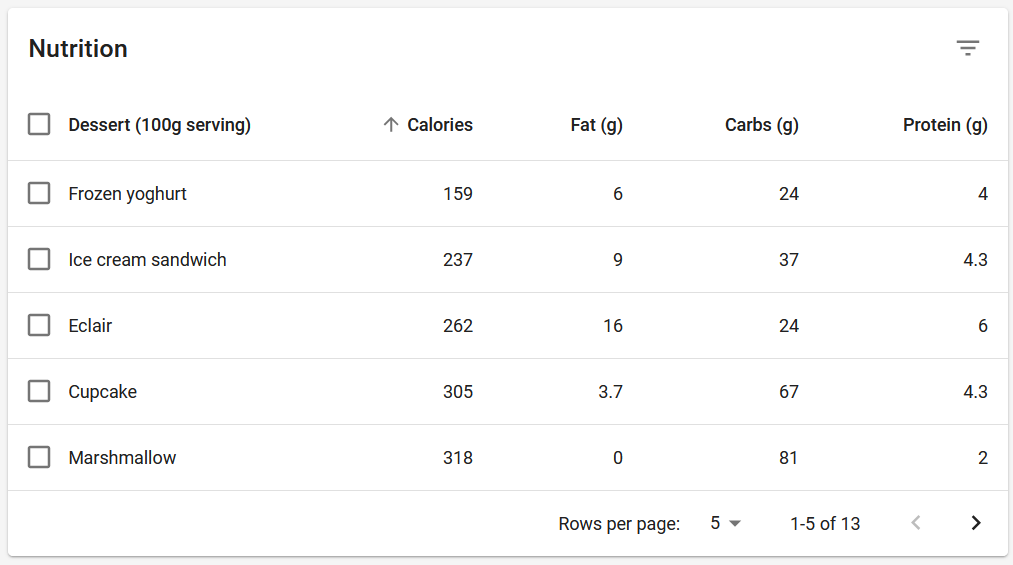 Nutrition
Dessert (100g serving) Calories Fat (g) Carbs (g) Protein (g)
Frozen yoghurt 159 6 24 4
Ice cream sandwich 237 9 37 4.3
Eclair 262 16 24 6
Cupcake 305 3.7 67 4.3
Marshmallow 318 0 81 2
Rows per page: 5 1-5 of 13